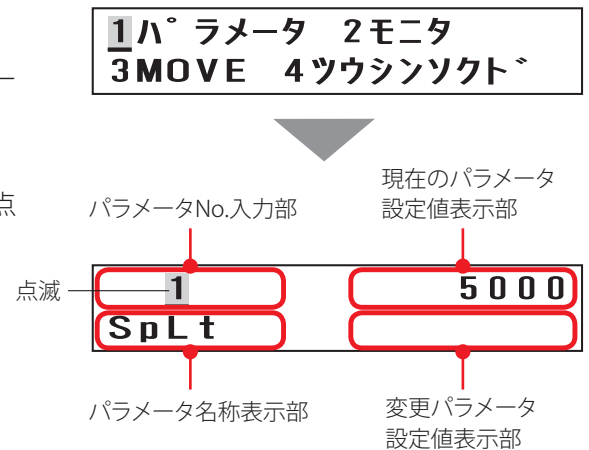 1パラメータ 2モニタ
3MOVE 4ツウシンソクド
点
パラメータNo.入力部
現在のパラメータ
設定値表示部
点滅
1 5000
SpLt
パラメータ名称表示部
変更パラメータ
設定値表示部